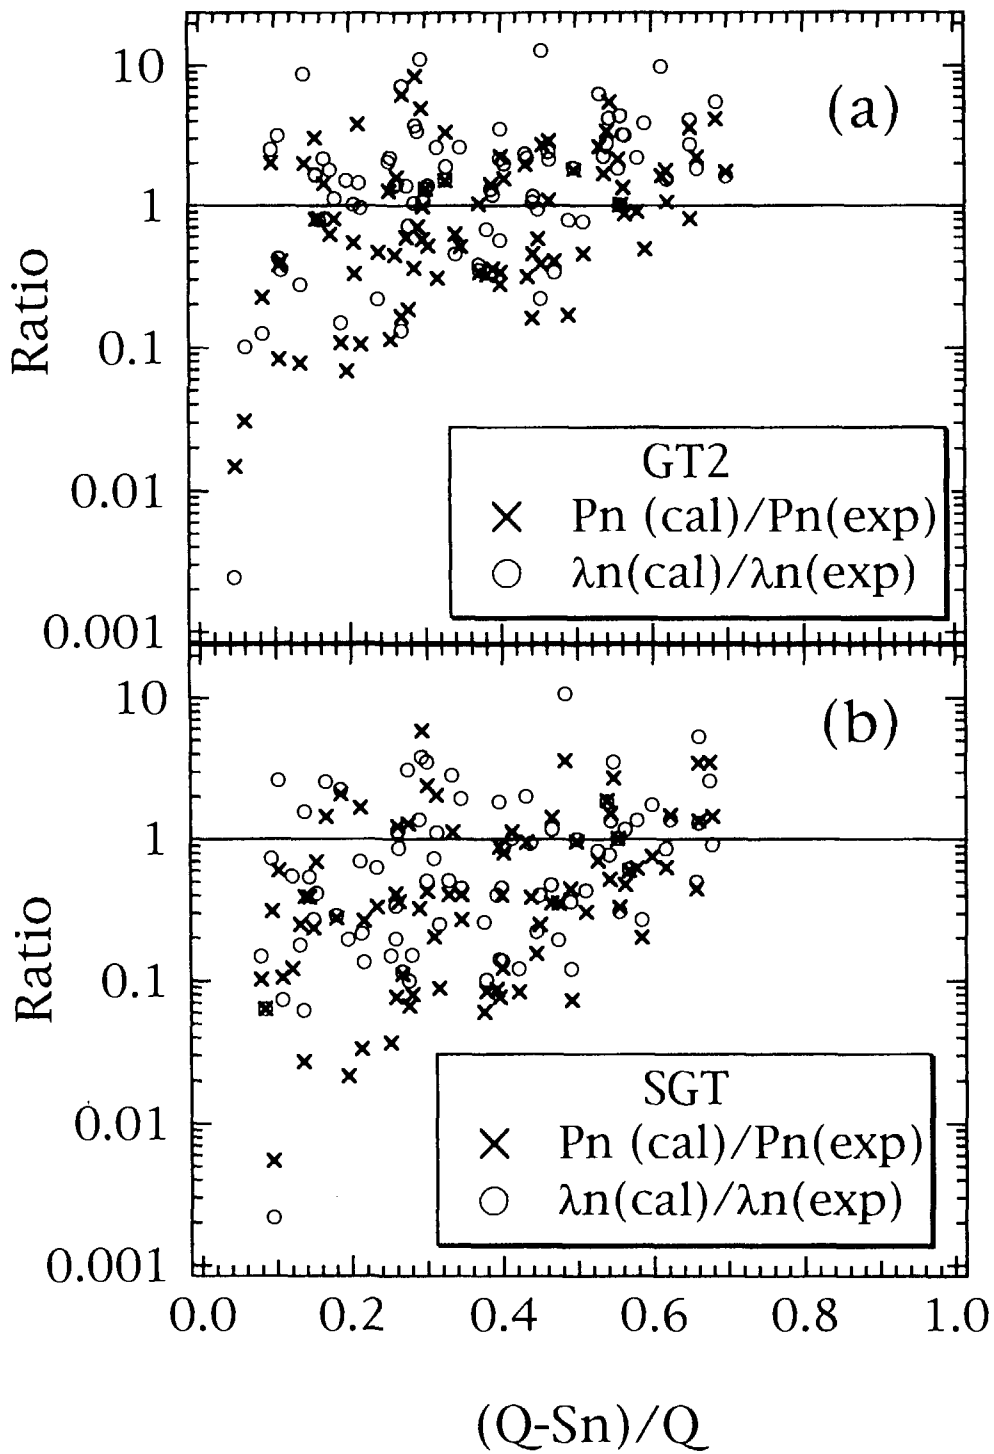 (a)
10
1
0.1
0.01
0.001
Ratio
GT2
Pn (cal)/Pn(exp)
λn(cal)/λn(exp)
(b)
10
1
0.1
0.01
0.001
Ratio
SGT
Pn (cal)/Pn(exp)
λn(cal)/λn(exp)
0.0 0.2 0.4 0.6 0.8 1.0
(Q-Sn)/Q